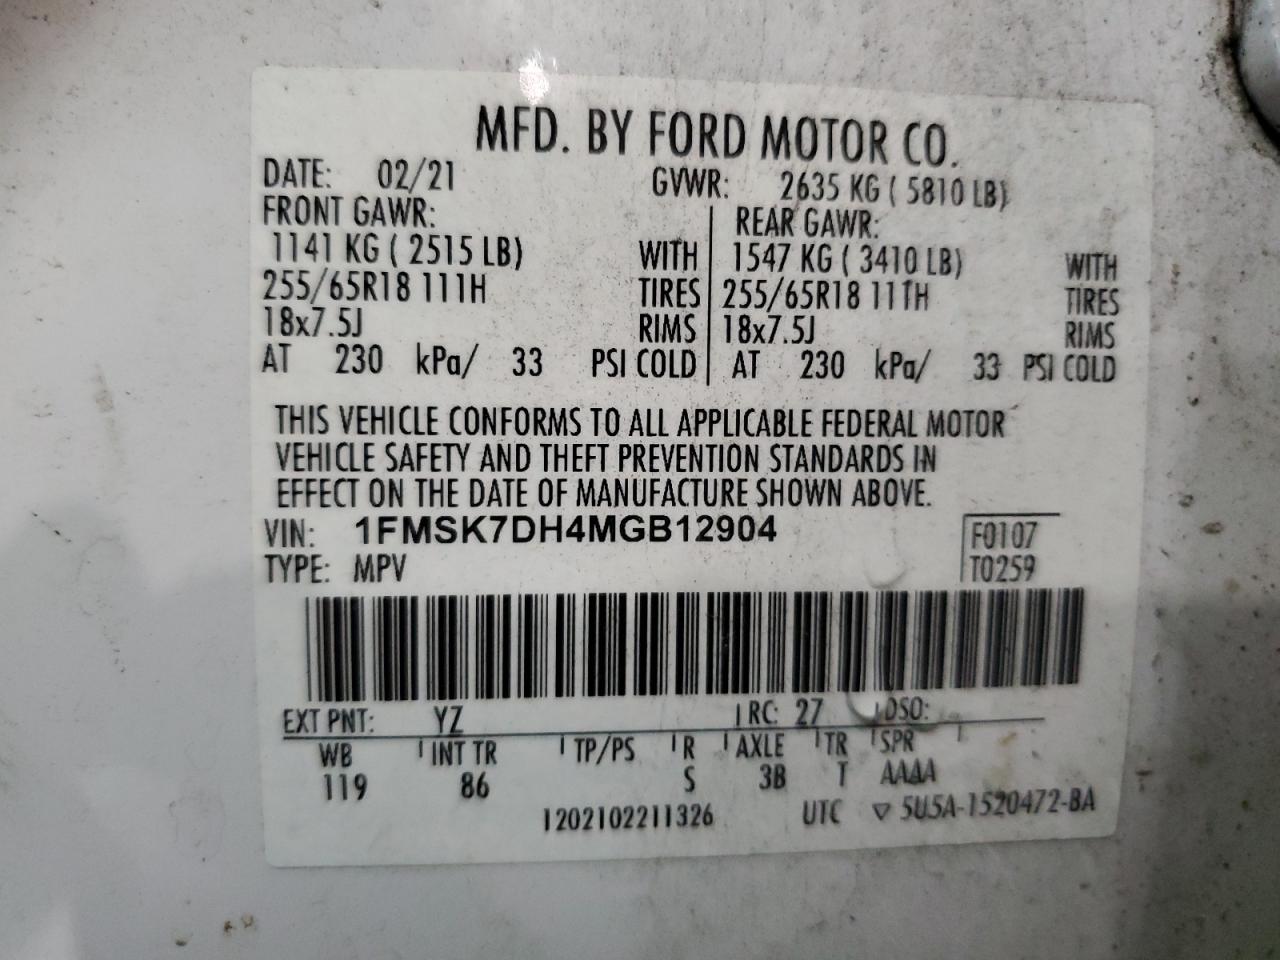 MFD. BY FORD MOTOR CO.
DATE: 02/21 GVWR: 2635 KG ( 5810 LB)
FRONT GAWR: REAR GAWR:
1141 KG ( 2515 LB) WITH 1547 KG ( 3410 LB) WITH
255/65R18 111H TIRES 255/65R18 111H TIRES
18x7.5J RIMS 18x7.5J RIMS
AT 230 kPa/ 33 PSI COLD AT 230 kPa/ 33 PSI COLD
THIS VEHICLE CONFORMS TO ALL APPLICABLE FEDERAL MOTOR
VEHICLE SAFETY AND THEFT PREVENTION STANDARDS IN
EFFECT ON THE DATE OF MANUFACTURE SHOWN ABOVE.
VIN: 1FMSK7DH4MGB12904 F0107
TYPE: MPV T0259
EXT PNT: YZ RC: 27 DSO:
WB INT TR TP/PS R AXLE TR SPR
119 86 S 3B T AAAA
1202102211326 UTC ▽ 5U5A-1520472-BA